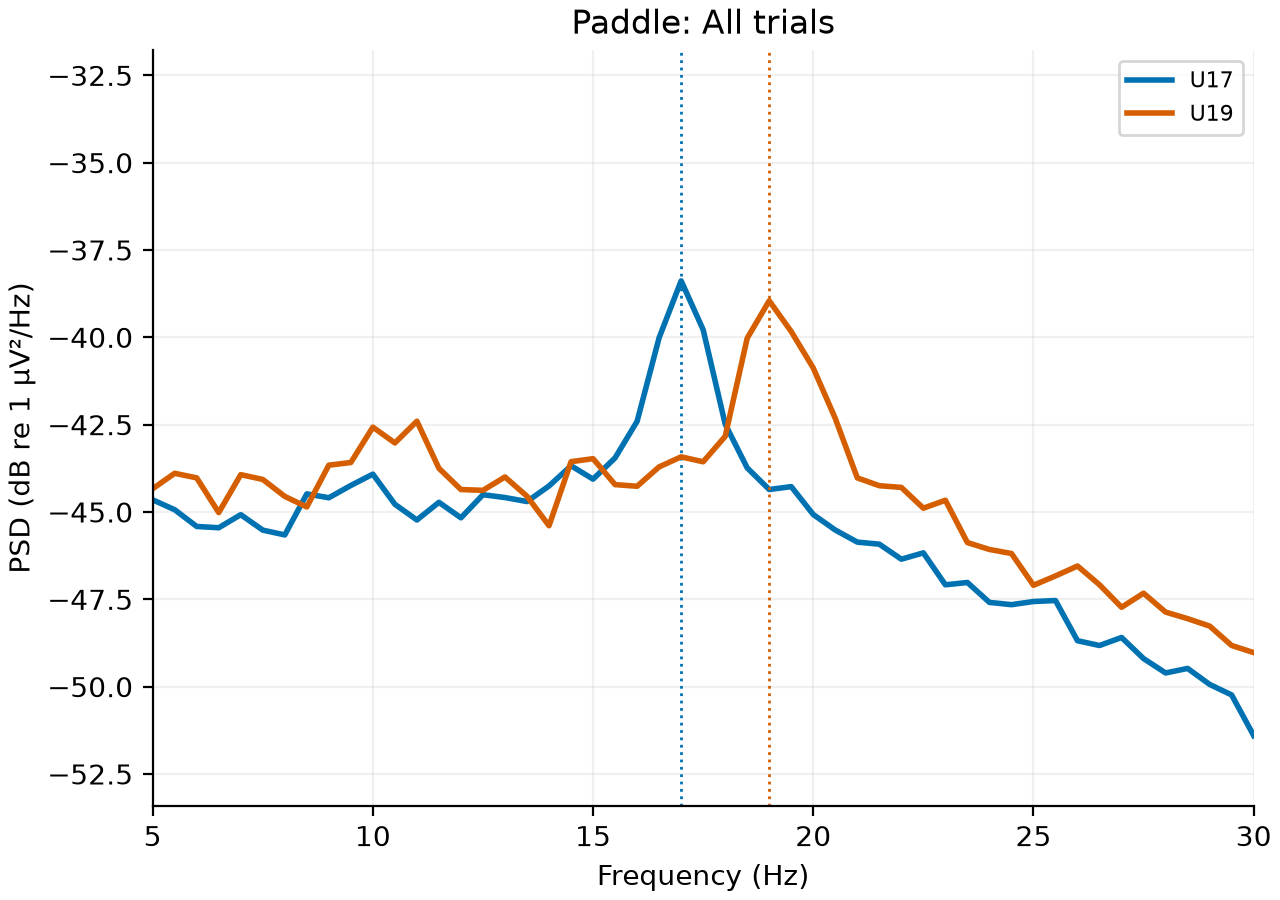 Paddle: All trials
U17
U19
−32.5
−35.0
−37.5
−40.0
−42.5
−45.0
−47.5
−50.0
−52.5
PSD (dB re 1 µV²/Hz)
5 10 15 20 25 30
Frequency (Hz)